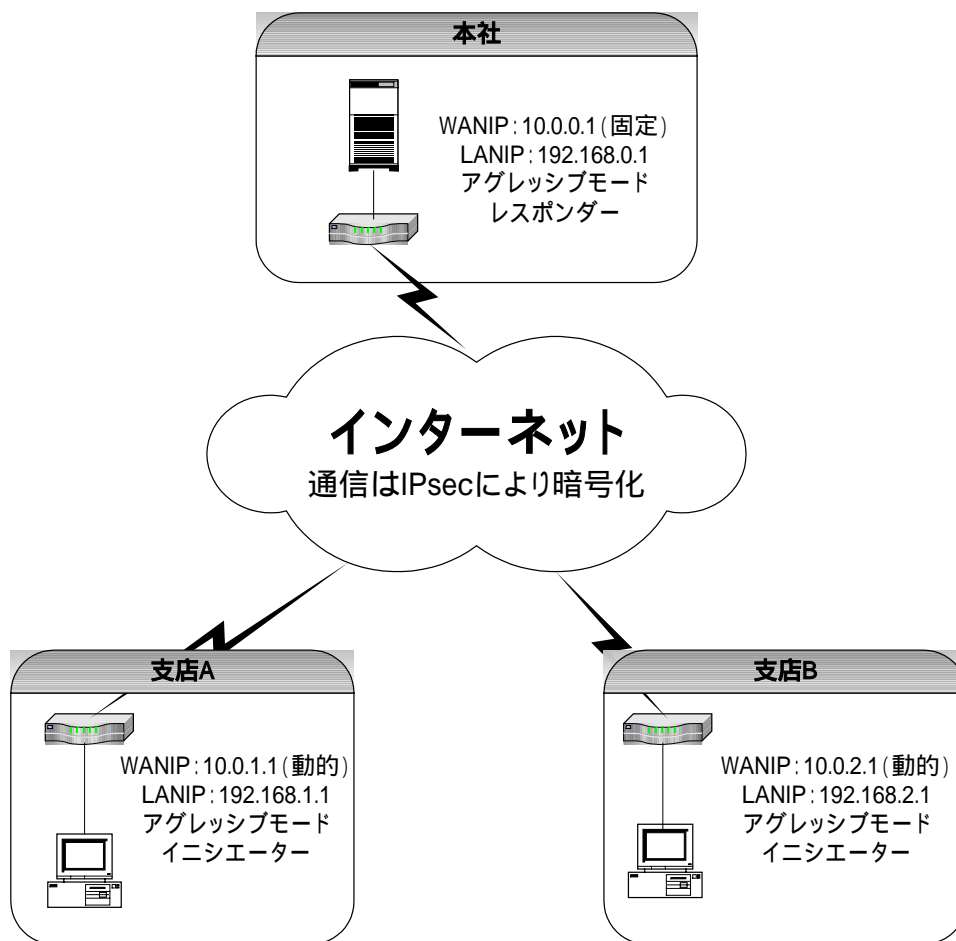 本社
WANIP:10.0.0.1(固定)
LANIP:192.168.0.1
アグレッシブモード
レスポンダー
インターネット
通信はIPsecにより暗号化
支店A
WANIP:10.0.1.1(動的)
LANIP:192.168.1.1
アグレッシブモード
イニシエーター
支店B
WANIP:10.0.2.1(動的)
LANIP:192.168.2.1
アグレッシブモード
イニシエーター